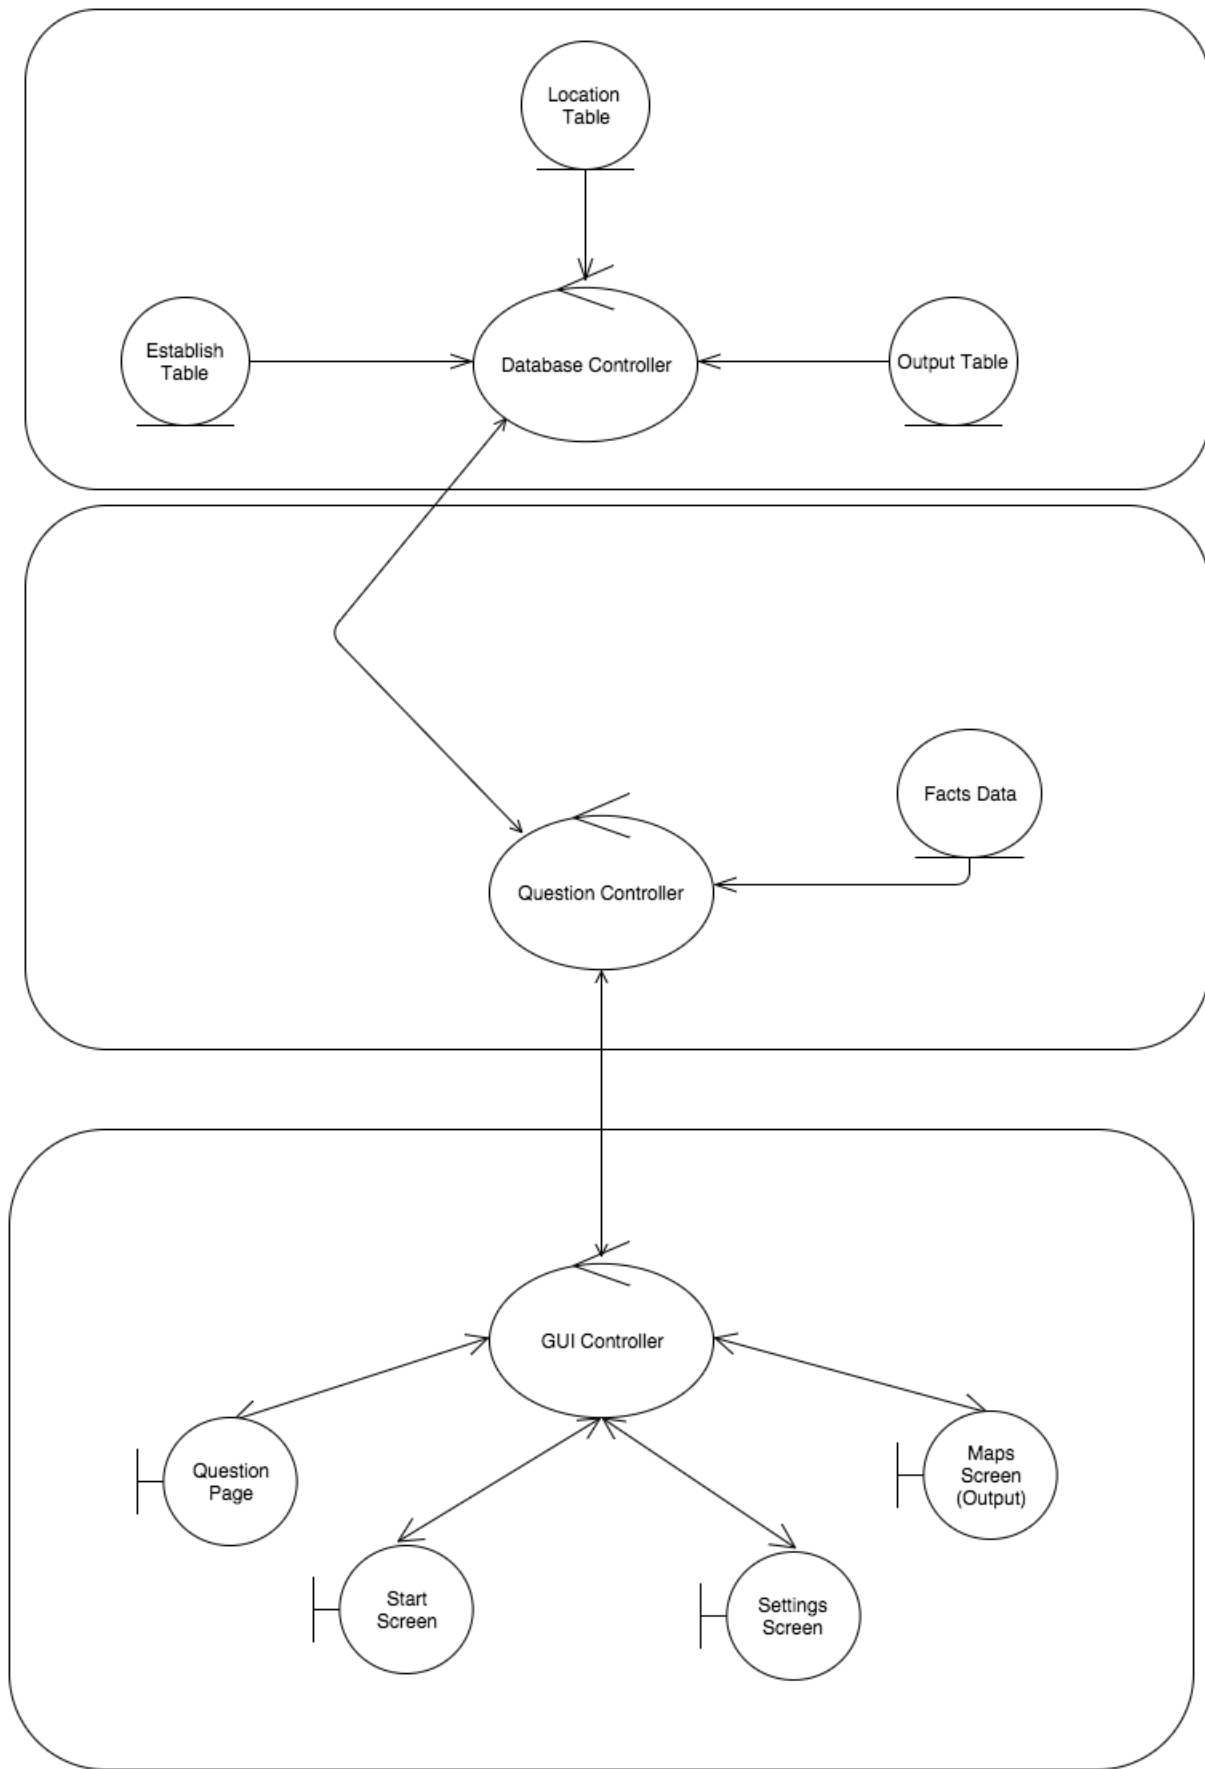 Location
Table
Establish
Table
Database Controller
Output Table
Facts Data
Question Controller
GUI Controller
Question
Page
Maps
Screen
(Output)
Start
Screen
Settings
Screen